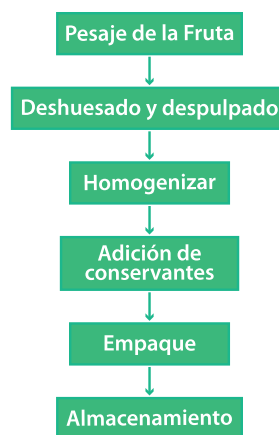 Pesaje de la Fruta
Deshuesado y despulpado
Homogenizar
Adición de
conservantes
Empaque
Almacenamiento